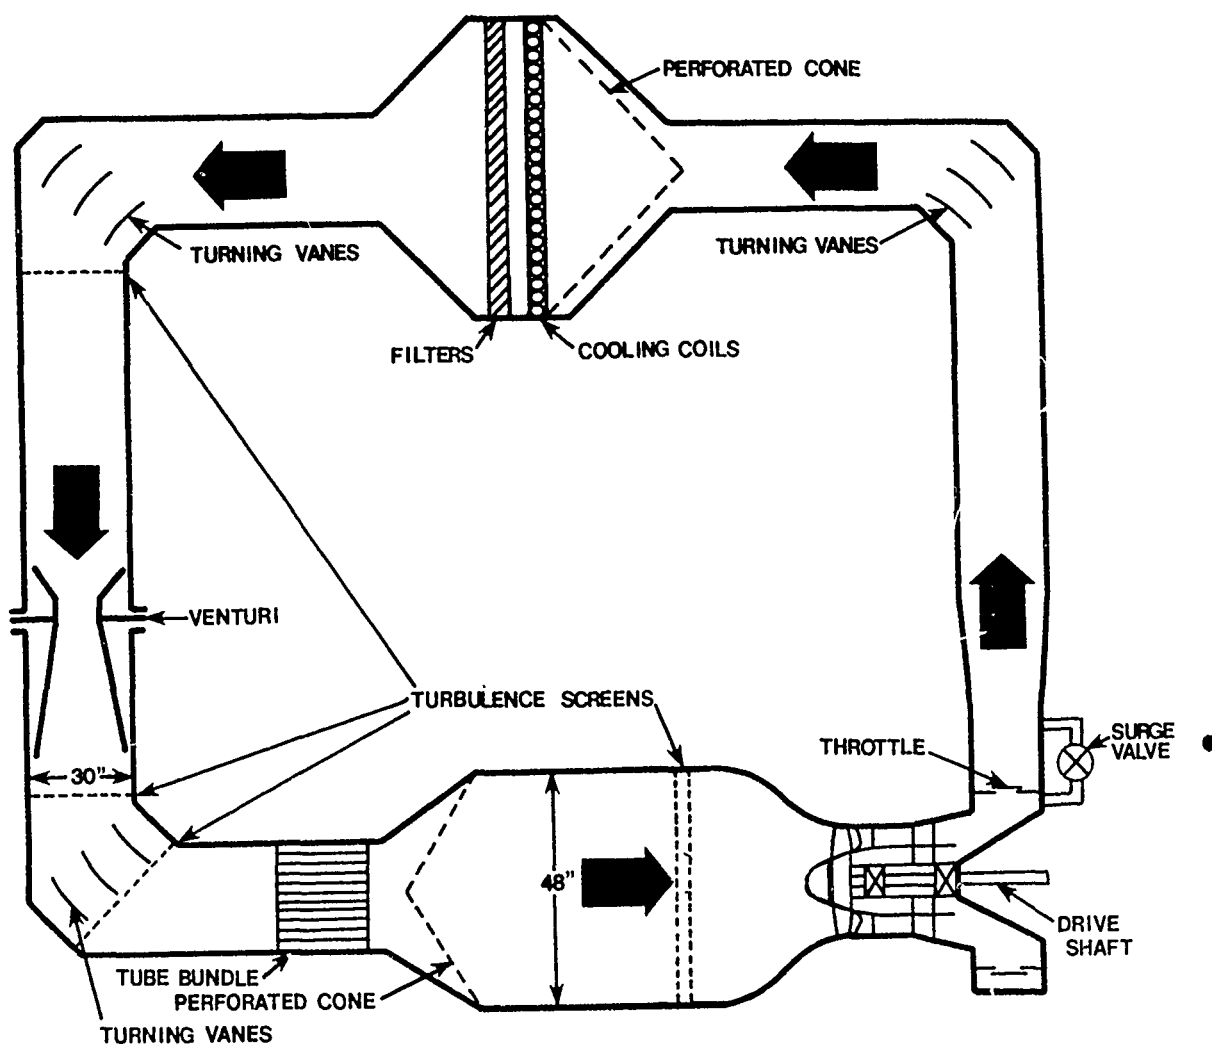 PERFORATED CONE
TURNING VANES
TURNING VANES
FILTERS
COOLING COILS
VENTURI
TURBULENCE SCREENS
THROTTLE
SURGE
VALVE
30"
48"
DRIVE
SHAFT
TUBE BUNDLE
PERFORATED CONE
TURNING VANES